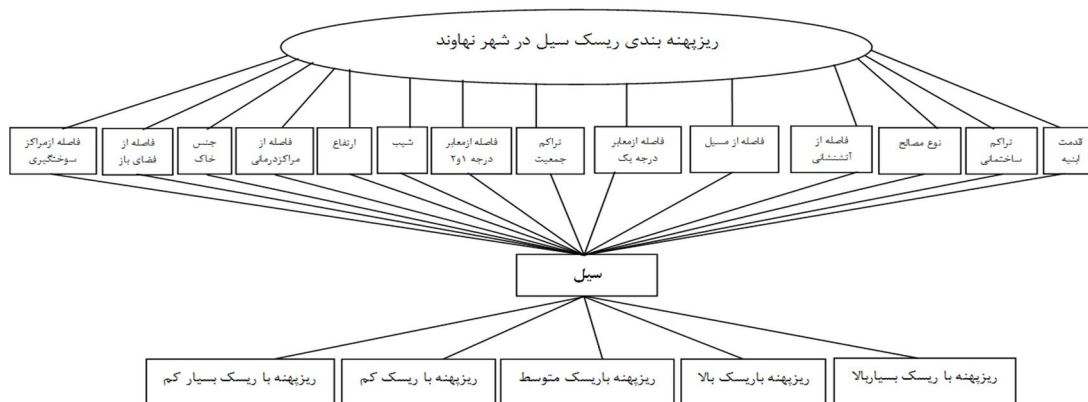 ریزپهنه بندی ریسک سیل در شهر نهاوند
قدمت
ابنیه
تراکم
ساختمانی
نوع مصالح
فاصله از
آتشنشانی
فاصله از مسیل
فاصله ازمعابر
درجه یک
تراکم
جمعیت
فاصله ازمعابر
درجه ۱و۲
شیب
ارتفاع
فاصله از
مراکزدرمانی
جنس
خاک
فاصله از
فضای باز
فاصله ازمراکز
سوختگیری
سیل
ریزپهنه با ریسک بسیاربالا
ریزپهنه باریسک بالا
ریزپهنه باریسک متوسط
ریزپهنه با ریسک کم
ریزپهنه با ریسک بسیار کم